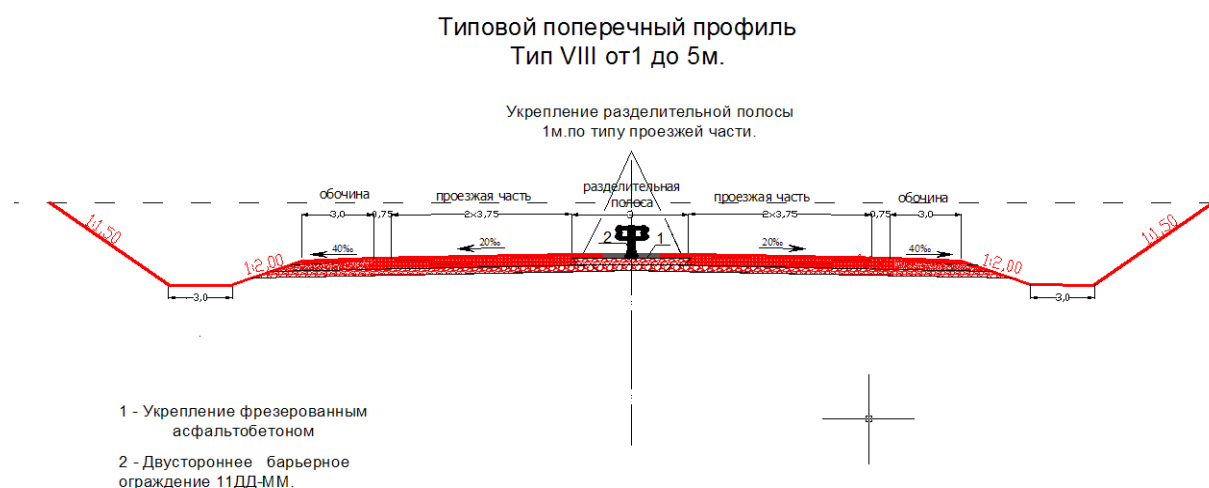 Типовой поперечный профиль
Тип VIII от1 до 5м.
Укрепление разделительной полосы
1м.по типу проезжей части.
обочина проезжая часть разделительная полоса проезжая часть обочина
3,0 0,75 2×3,75 3 2×3,75 0,75 3,0
1:1,50 1:2,00 40‰ 20‰ 2 1 20‰ 40‰ 1:2,00 1:1,50
3,0 3,0
1 - Укрепление фрезерованным
асфальтобетоном
2 - Двустороннее барьерное
ограждение 11ДД-ММ.